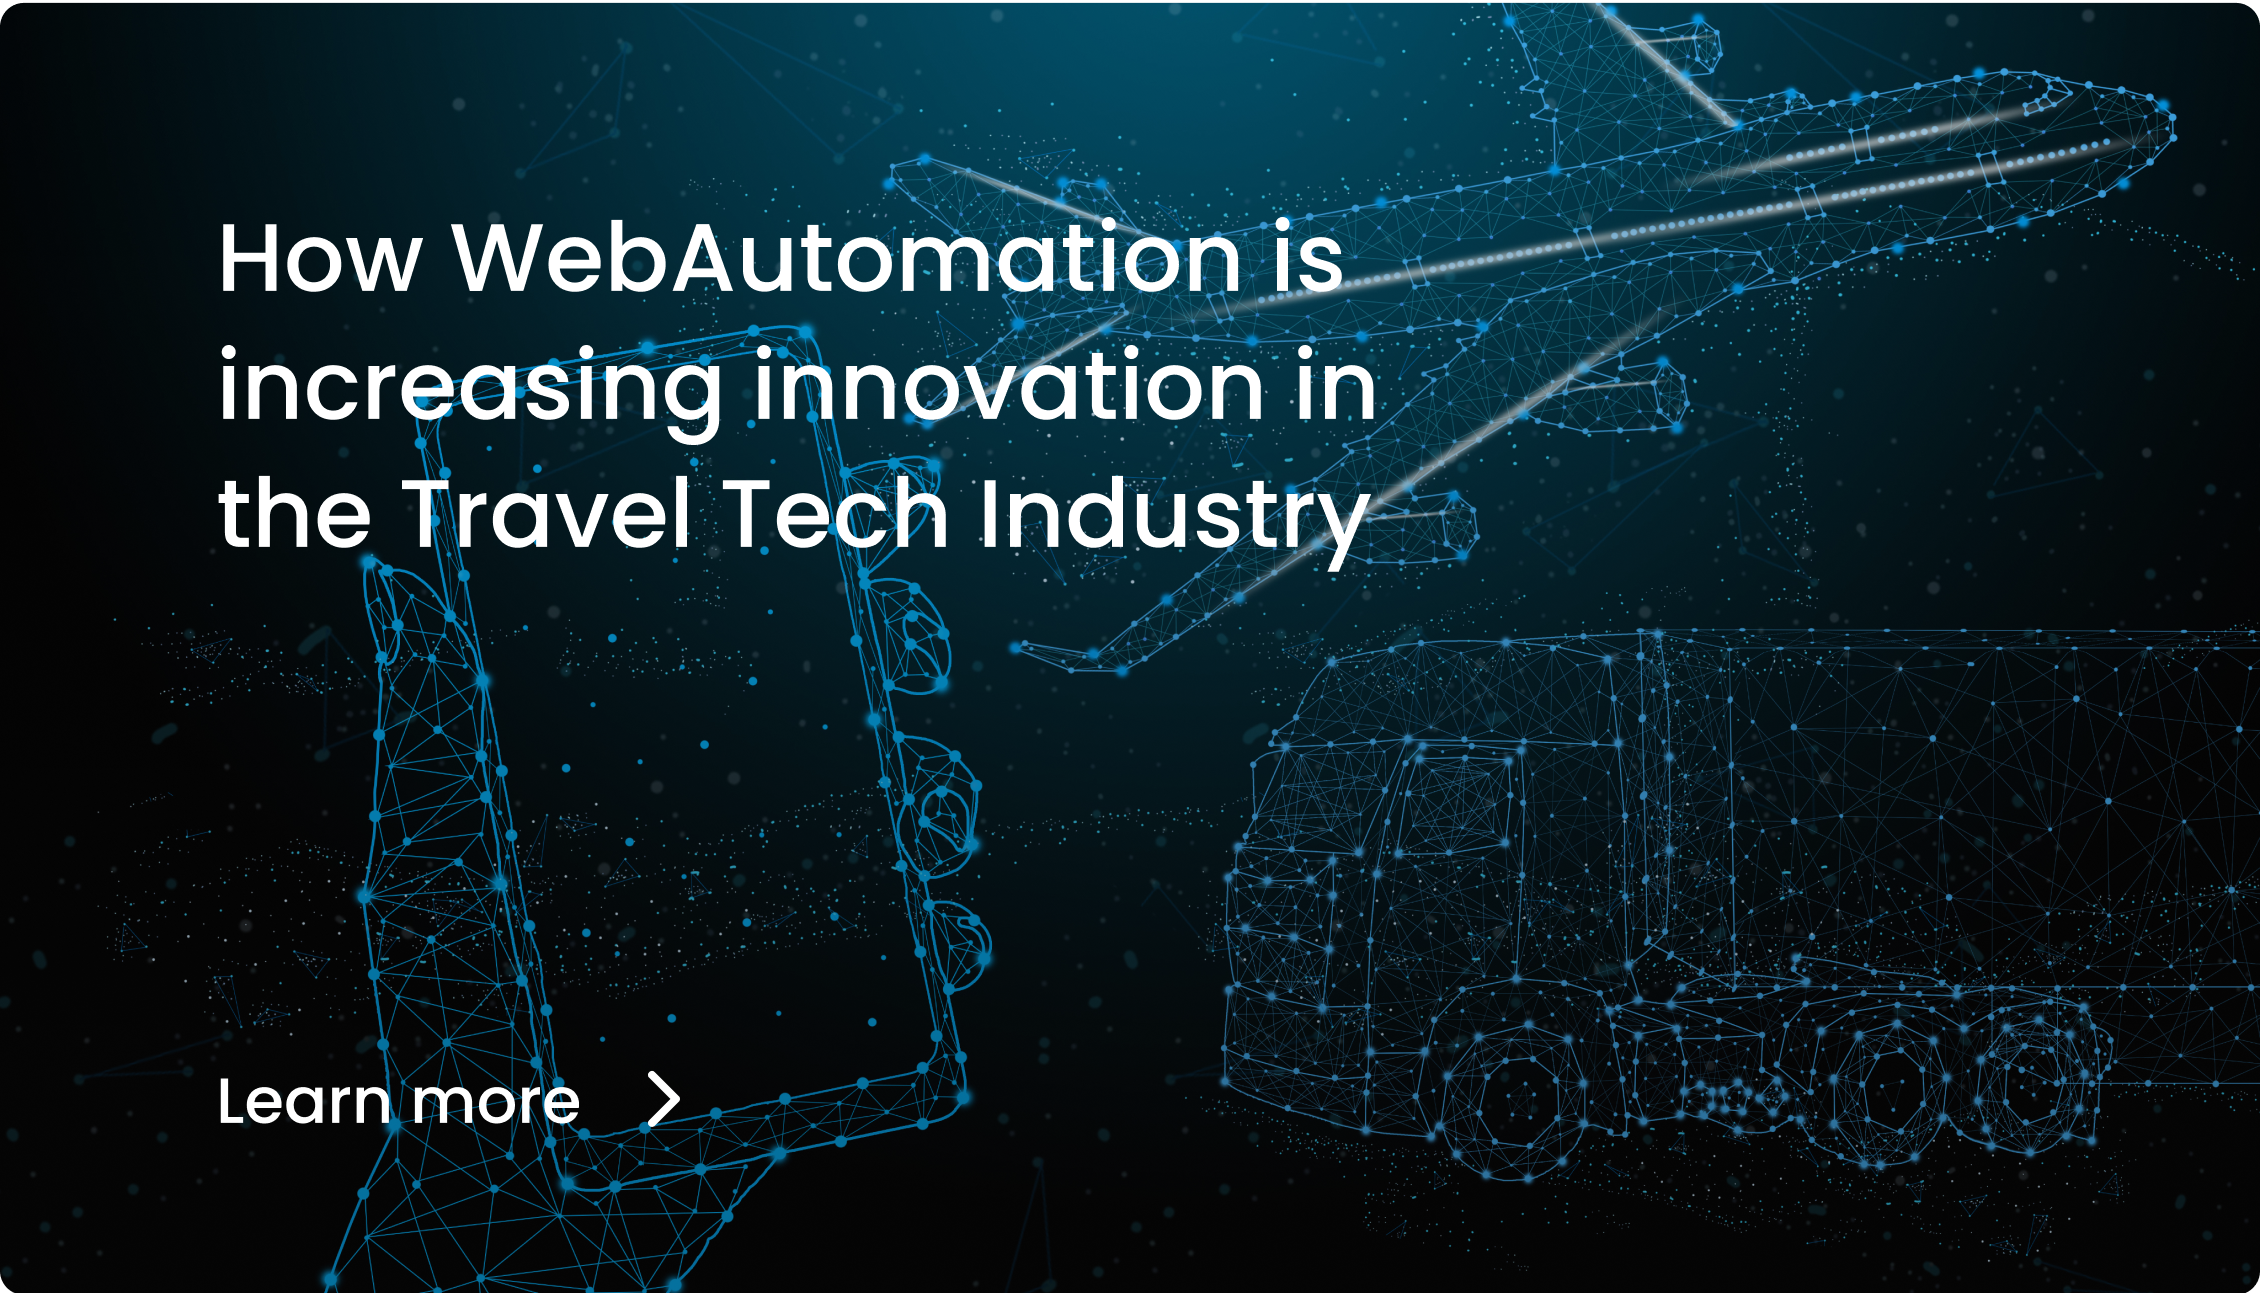 How WebAutomation is
increasing innovation in
the Travel Tech Industry
Learn more